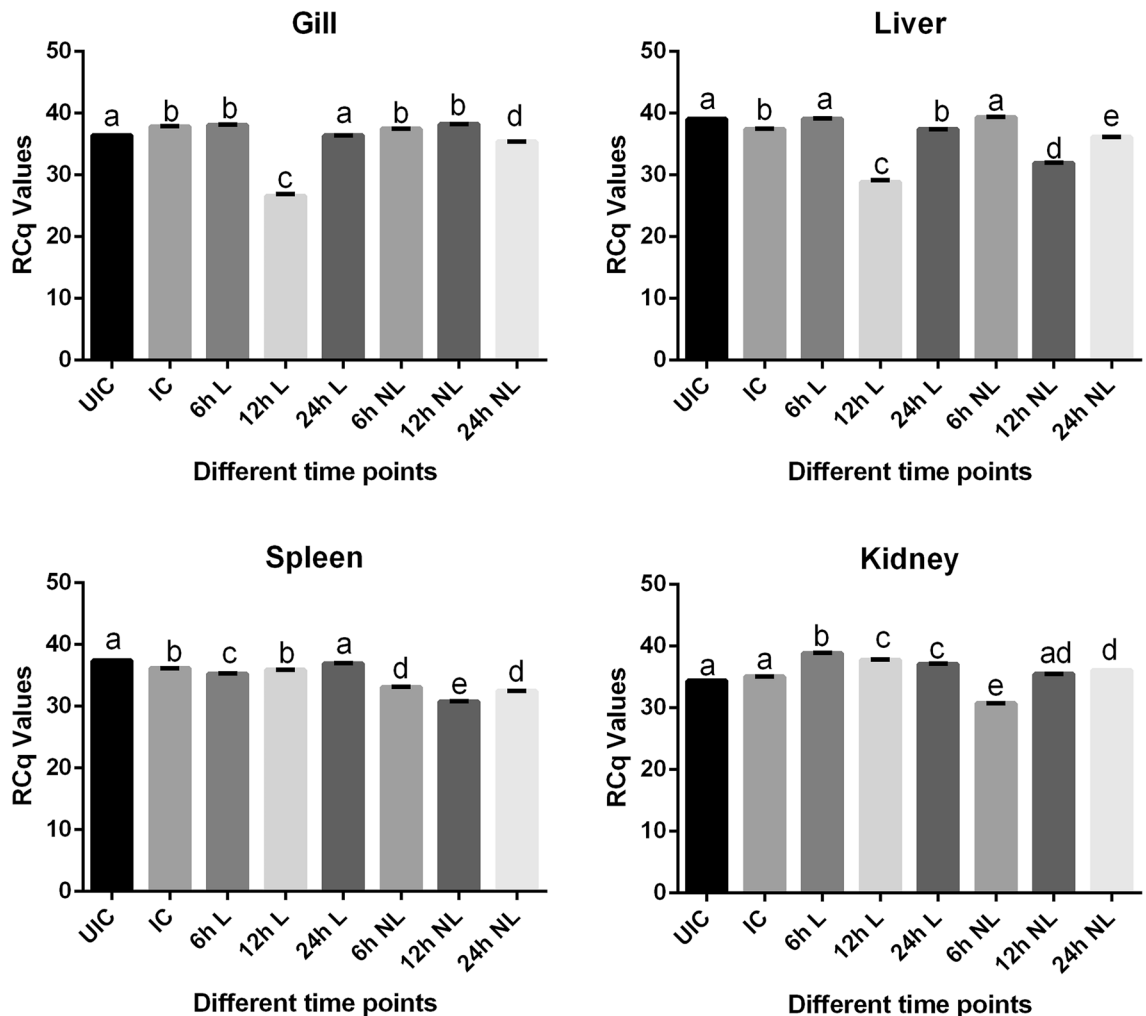 Gill
50
40
30
20
10
0
RCq Values
a b b c a b b d
UIC IC 6h L 12h L 24h L 6h NL 12h NL 24h NL
Different time points
Liver
50
40
30
20
10
0
RCq Values
a b a c b a d e
UIC IC 6h L 12h L 24h L 6h NL 12h NL 24h NL
Different time points
Spleen
50
40
30
20
10
0
RCq Values
a b c b a d e d
UIC IC 6h L 12h L 24h L 6h NL 12h NL 24h NL
Different time points
Kidney
50
40
30
20
10
0
RCq Values
a a b c c e ad d
UIC IC 6h L 12h L 24h L 6h NL 12h NL 24h NL
Different time points